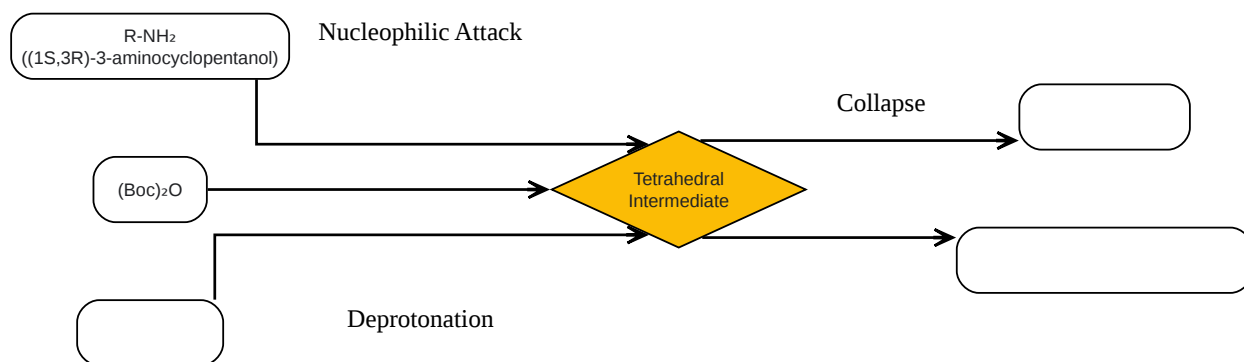 R-NH₂
((1S,3R)-3-aminocyclopentanol)
Nucleophilic Attack
Collapse
(Boc)₂O
Tetrahedral
Intermediate
Deprotonation